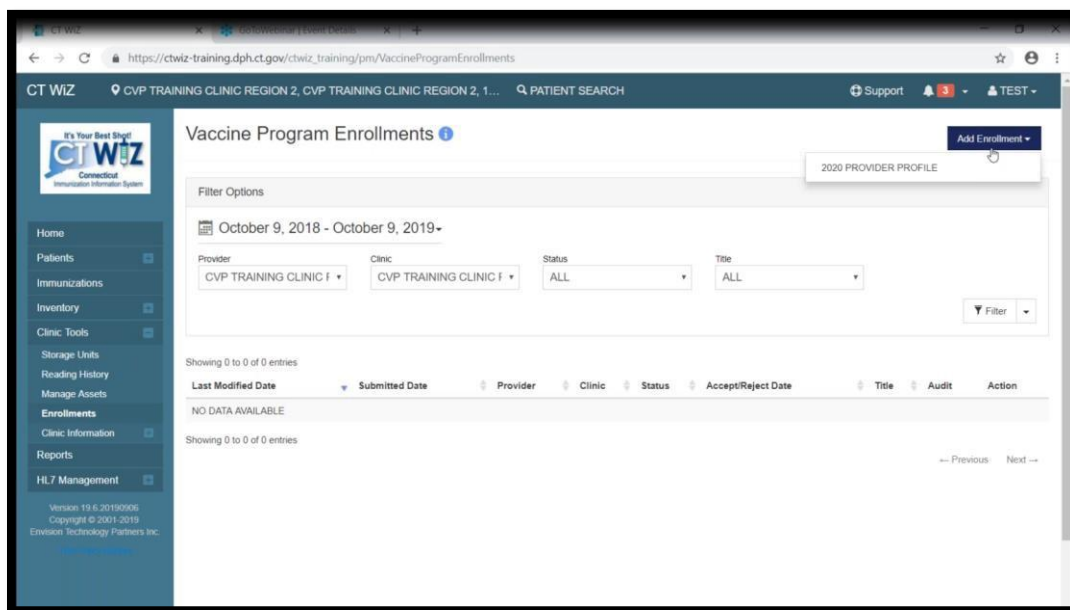 CT WiZ
GoToWebinar | Event Details
https://ctwiz-training.dph.ct.gov/ctwiz_training/pm/VaccineProgramEnrollments
CT WiZ CVP TRAINING CLINIC REGION 2, CVP TRAINING CLINIC REGION 2, 1... PATIENT SEARCH Support 3 TEST
It's Your Best Shot!
CT WiZ
Connecticut
Immunization Information System
Vaccine Program Enrollments
Add Enrollment
2020 PROVIDER PROFILE
Filter Options
October 9, 2018 - October 9, 2019
Provider Clinic Status Title
CVP TRAINING CLINIC F CVP TRAINING CLINIC F ALL ALL
Filter
Home
Patients
Immunizations
Inventory
Clinic Tools
Storage Units
Reading History
Manage Assets
Enrollments
Clinic Information
Reports
HL7 Management
Version 19.6.20190906
Copyright © 2001-2019
Envision Technology Partners Inc.
Showing 0 to 0 of 0 entries
Last Modified Date Submitted Date Provider Clinic Status Accept/Reject Date Title Audit Action
NO DATA AVAILABLE
Showing 0 to 0 of 0 entries
← Previous Next →